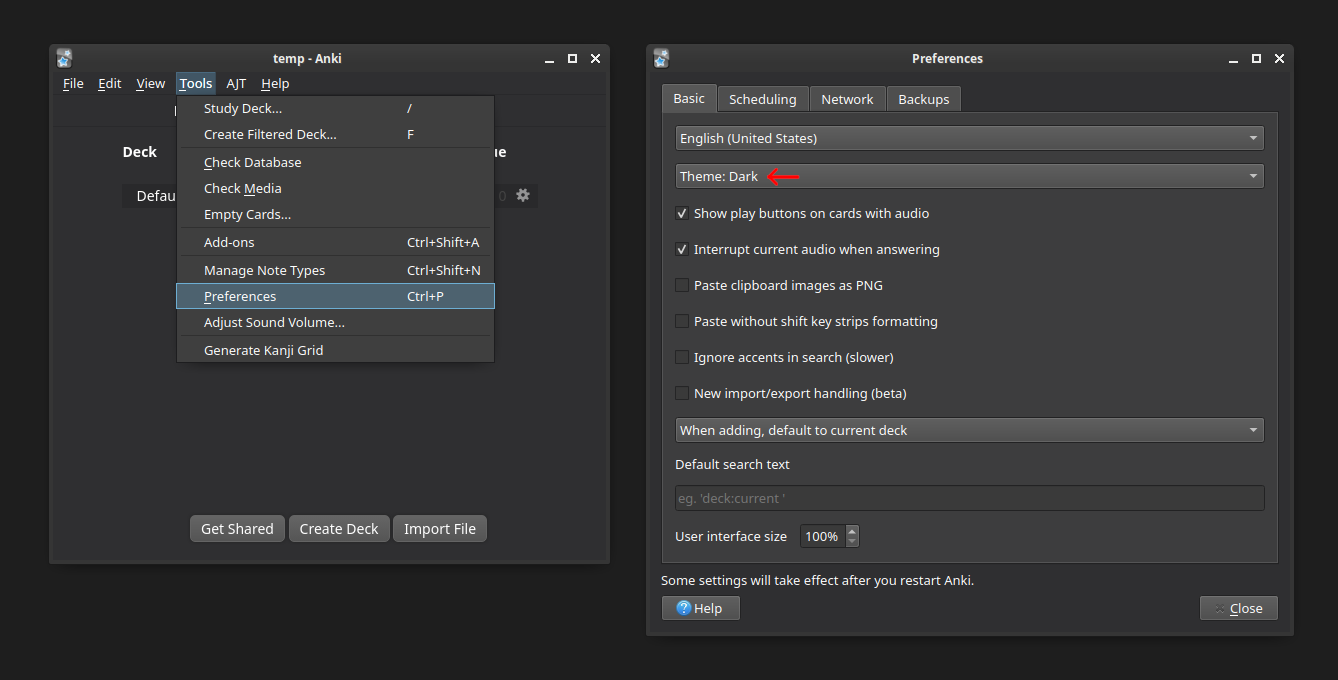 temp - Anki
File Edit View Tools AJT Help
Study Deck... /
Create Filtered Deck... F
Check Database
Check Media
Empty Cards...
Add-ons Ctrl+Shift+A
Manage Note Types Ctrl+Shift+N
Preferences Ctrl+P
Adjust Sound Volume...
Generate Kanji Grid
Deck
0
Get Shared Create Deck Import File
Preferences
Basic Scheduling Network Backups
English (United States)
Theme: Dark
Show play buttons on cards with audio
Interrupt current audio when answering
Paste clipboard images as PNG
Paste without shift key strips formatting
Ignore accents in search (slower)
New import/export handling (beta)
When adding, default to current deck
Default search text
eg. 'deck:current '
User interface size 100%
Some settings will take effect after you restart Anki.
? Help Close